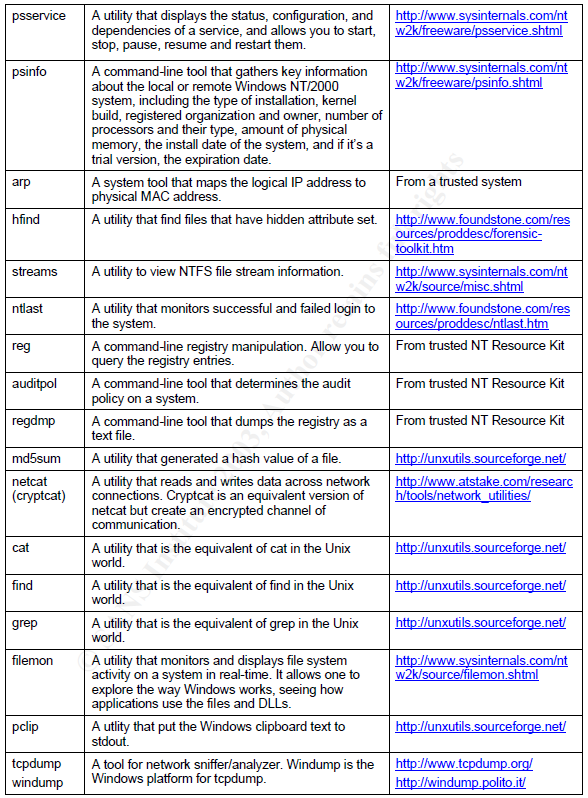 psservice
A utility that displays the status, configuration, and
dependencies of a service, and allows you to start,
stop, pause, resume and restart them.
http://www.sysinternals.com/nt
w2k/freeware/psservice.shtml
psinfo
A command-line tool that gathers key information
about the local or remote Windows NT/2000
system, including the type of installation, kernel
build, registered organization and owner, number of
processors and their type, amount of physical
memory, the install date of the system, and if it's a
trial version, the expiration date.
http://www.sysinternals.com/nt
w2k/freeware/psinfo.shtml
arp
A system tool that maps the logical IP address to
physical MAC address.
From a trusted system
hfind
A utility that find files that have hidden attribute set.
http://www.foundstone.com/res
ources/proddesc/forensic-
toolkit.htm
streams
A utility to view NTFS file stream information.
http://www.sysinternals.com/nt
w2k/source/misc.shtml
ntlast
A utility that monitors successful and failed login to
the system.
http://www.foundstone.com/res
ources/proddesc/ntlast.htm
reg
A command-line registry manipulation. Allow you to
query the registry entries.
From trusted NT Resource Kit
auditpol
A command-line tool that determines the audit
policy on a system.
From trusted NT Resource Kit
regdmp
A command-line tool that dumps the registry as a
text file.
From trusted NT Resource Kit
md5sum
A utility that generated a hash value of a file.
http://unxutils.sourceforge.net/
netcat
(cryptcat)
A utility that reads and writes data across network
connections. Cryptcat is an equivalent version of
netcat but create an encrypted channel of
communication.
http://www.atstake.com/researc
h/tools/network_utilities/
cat
A utility that is the equivalent of cat in the Unix
world.
http://unxutils.sourceforge.net/
find
A utility that is the equivalent of find in the Unix
world.
http://unxutils.sourceforge.net/
grep
A utility that is the equivalent of grep in the Unix
world.
http://unxutils.sourceforge.net/
filemon
A utility that monitors and displays file system
activity on a system in real-time. It allows one to
explore the way Windows works, seeing how
applications use the files and DLLs.
http://www.sysinternals.com/nt
w2k/source/filemon.shtml
pclip
A utlity that put the Windows clipboard text to
stdout.
http://unxutils.sourceforge.net/
tcpdump
windump
A tool for network sniffer/analyzer. Windump is the
Windows platform for tcpdump.
http://www.tcpdump.org/
http://windump.polito.it/